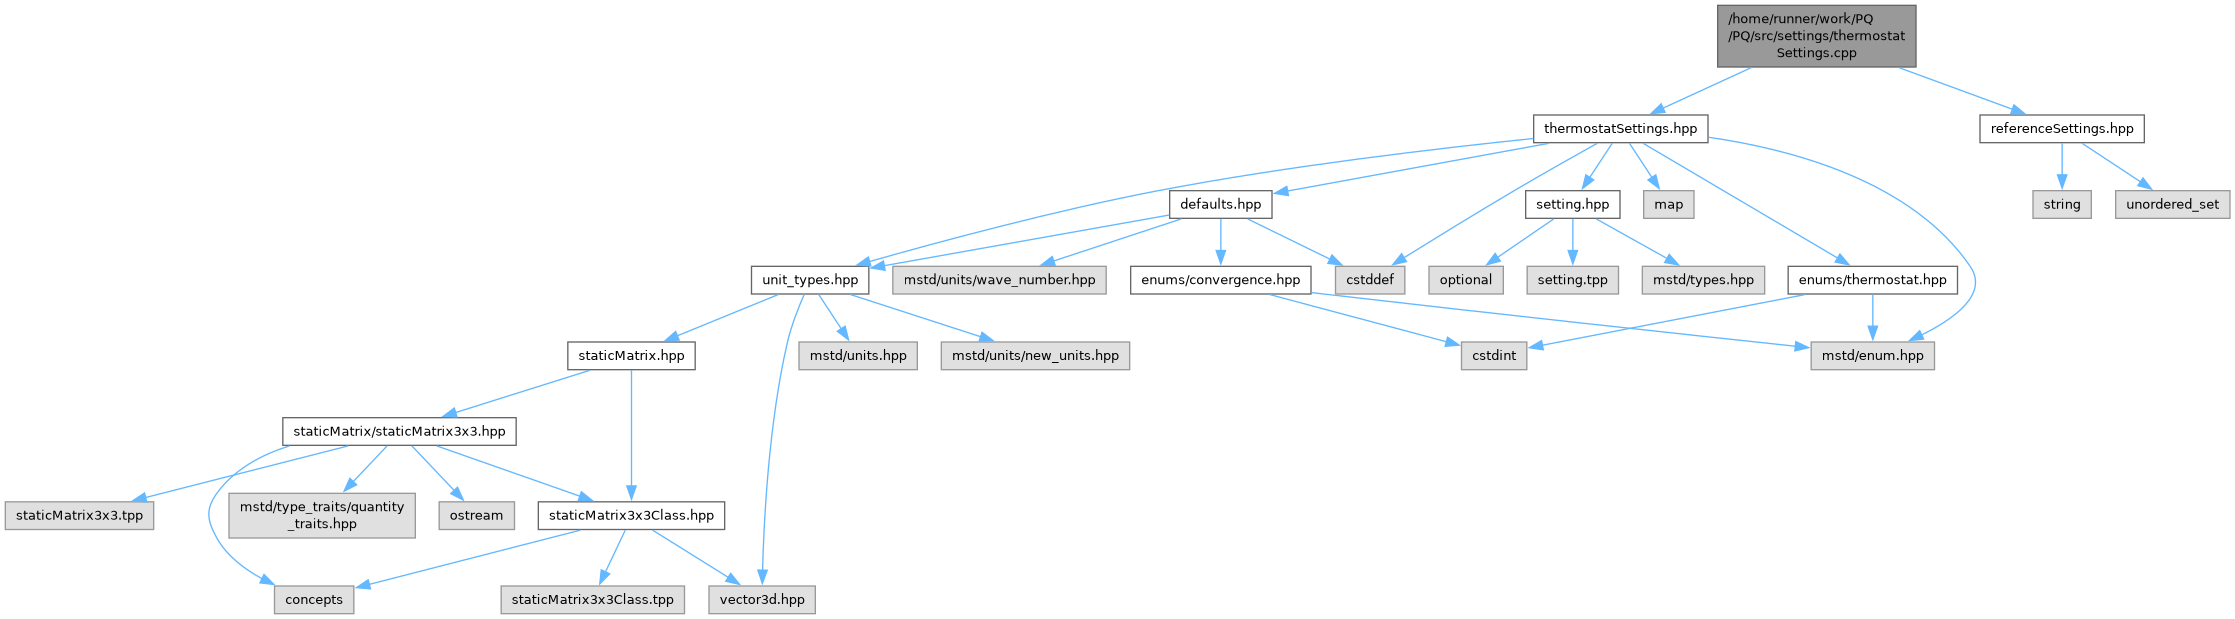 /home/runner/work/PQ
/PQ/src/settings/thermostat
Settings.cpp
thermostatSettings.hpp
referenceSettings.hpp
defaults.hpp
setting.hpp
map
string
unordered_set
unit_types.hpp
mstd/units/wave_number.hpp
enums/convergence.hpp
cstddef
optional
setting.tpp
mstd/types.hpp
enums/thermostat.hpp
staticMatrix.hpp
mstd/units.hpp
mstd/units/new_units.hpp
cstdint
mstd/enum.hpp
staticMatrix/staticMatrix3x3.hpp
staticMatrix3x3.tpp
mstd/type_traits/quantity
_traits.hpp
ostream
staticMatrix3x3Class.hpp
concepts
staticMatrix3x3Class.tpp
vector3d.hpp